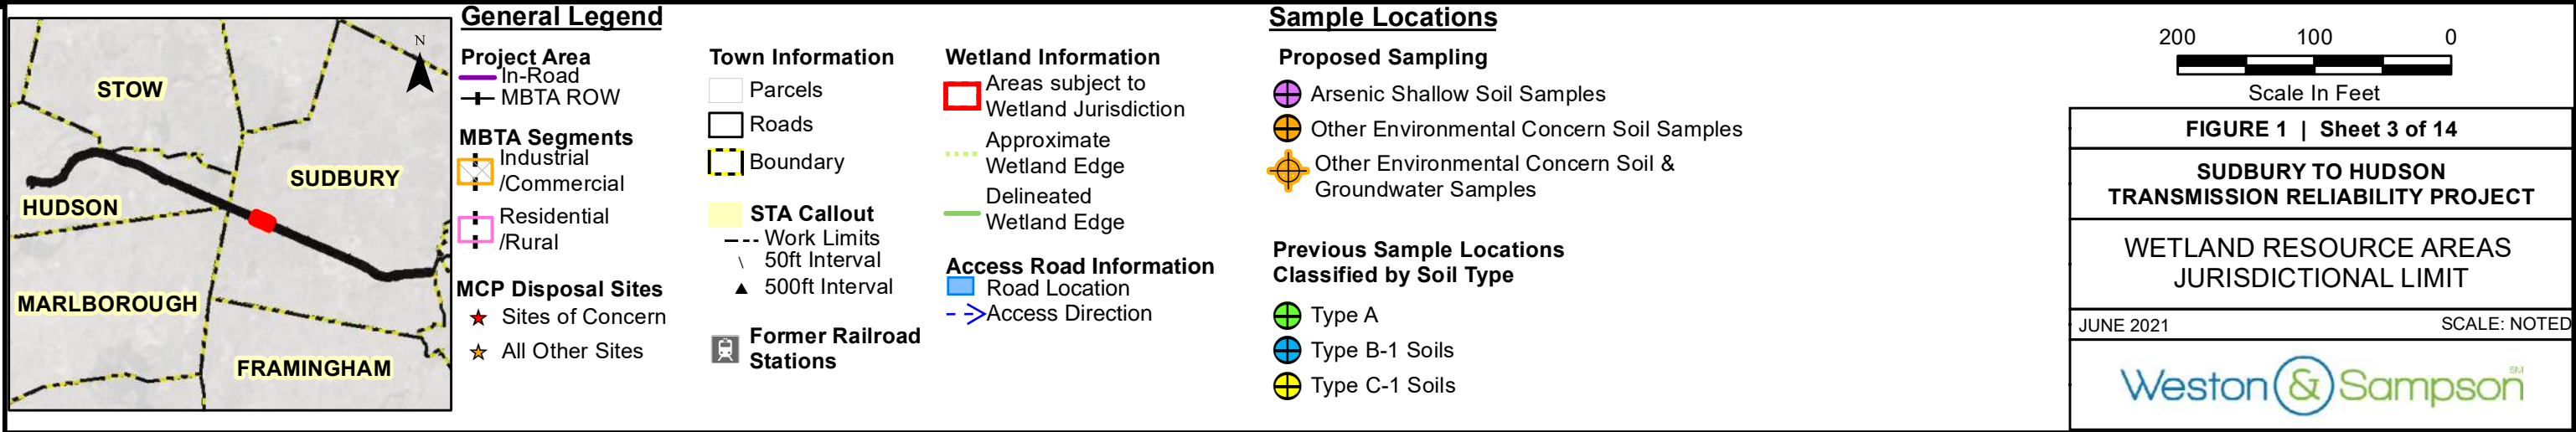 N
STOW
SUDBURY
HUDSON
MARLBOROUGH
FRAMINGHAM
General Legend
Project Area
In-Road
MBTA ROW
MBTA Segments
Industrial
/Commercial
Residential
/Rural
MCP Disposal Sites
Sites of Concern
All Other Sites
Town Information
Parcels
Roads
Boundary
STA Callout
Work Limits
50ft Interval
500ft Interval
Former Railroad
Stations
Wetland Information
Areas subject to
Wetland Jurisdiction
Approximate
Wetland Edge
Delineated
Wetland Edge
Access Road Information
Road Location
Access Direction
Sample Locations
Proposed Sampling
Arsenic Shallow Soil Samples
Other Environmental Concern Soil Samples
Other Environmental Concern Soil &
Groundwater Samples
Previous Sample Locations
Classified by Soil Type
Type A
Type B-1 Soils
Type C-1 Soils
200 100 0
Scale In Feet
FIGURE 1 | Sheet 3 of 14
SUDBURY TO HUDSON
TRANSMISSION RELIABILITY PROJECT
WETLAND RESOURCE AREAS
JURISDICTIONAL LIMIT
JUNE 2021 SCALE: NOTED
Weston & Sampson SM